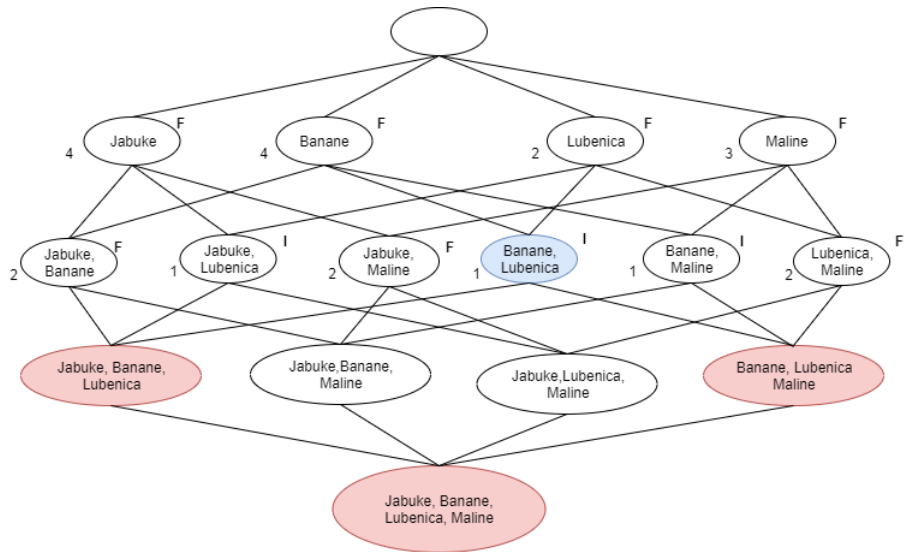 Jabuke
F
4
Banane
F
4
Lubenica
F
2
Maline
F
3
Jabuke,
Banane
F
2
Jabuke,
Lubenica
I
1
Jabuke,
Maline
F
2
Banane,
Lubenica
I
1
Banane,
Maline
I
1
Lubenica,
Maline
F
2
Jabuke, Banane,
Lubenica
Jabuke,Banane,
Maline
Jabuke,Lubenica,
Maline
Banane, Lubenica
Maline
Jabuke, Banane,
Lubenica, Maline